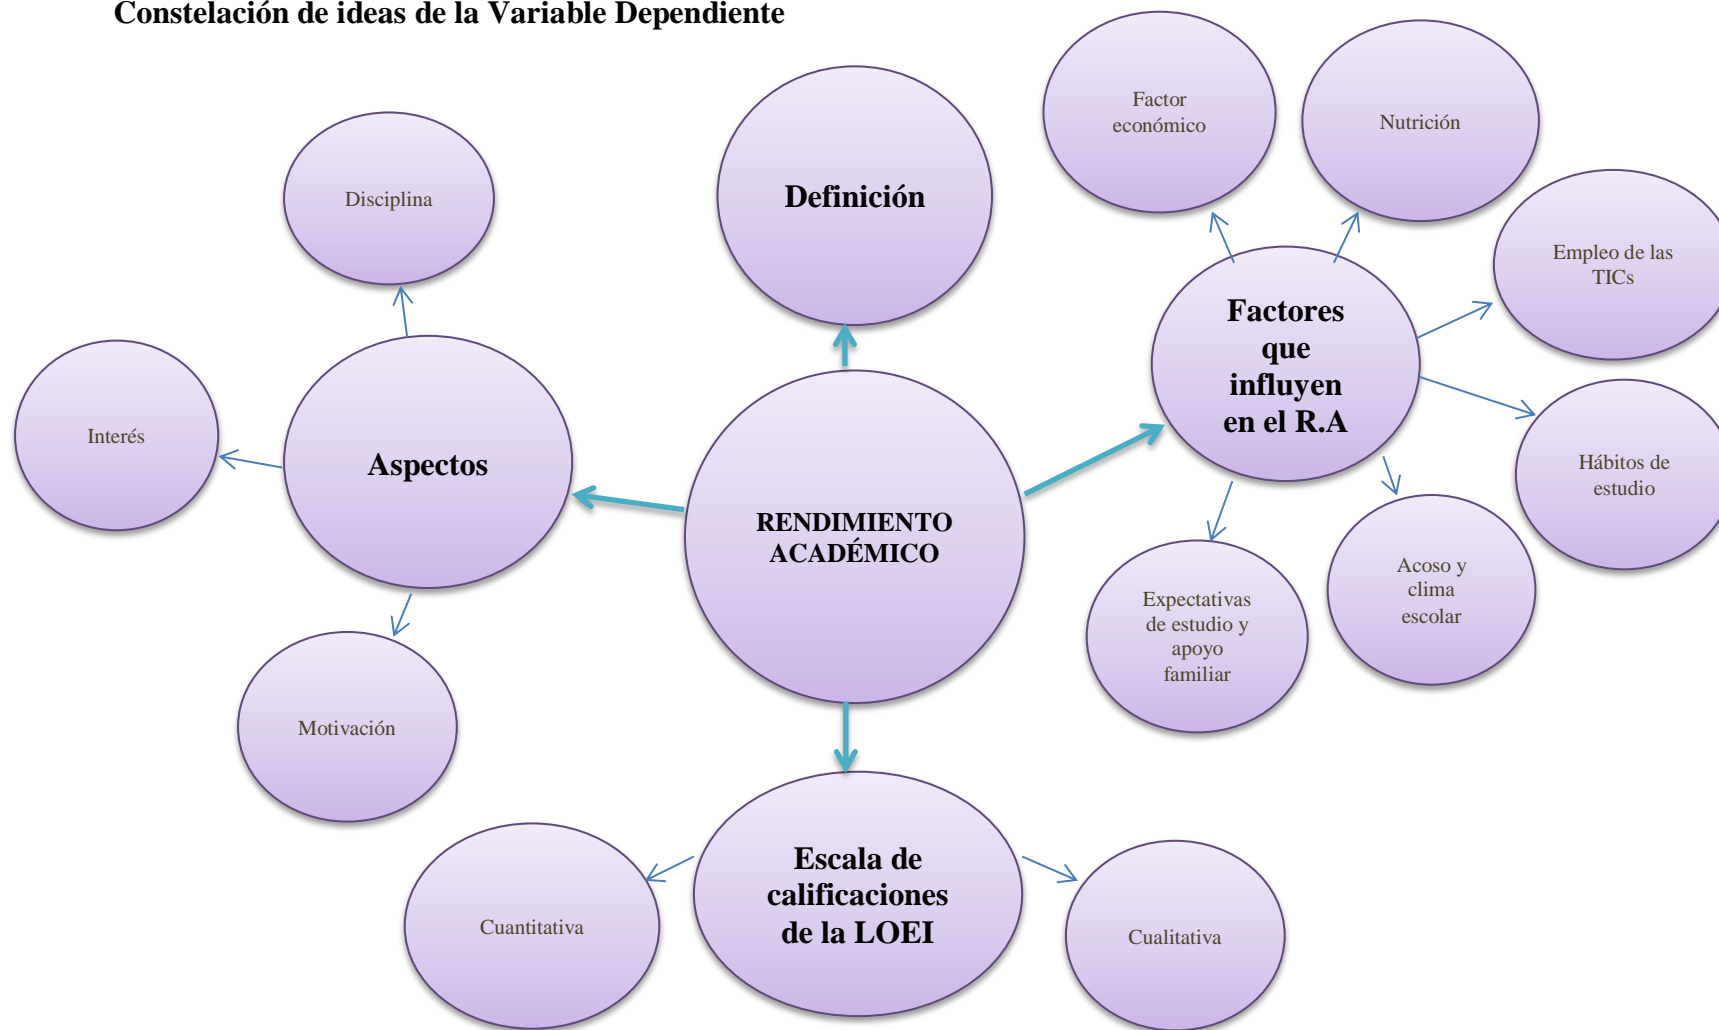 Constelación de ideas de la Variable Dependiente
Factor
económico
Nutrición
Disciplina
Definición
Empleo de las
TICs
Factores
que
influyen
en el R.A
Interés
Aspectos
Hábitos de
estudio
RENDIMIENTO
ACADÉMICO
Acoso y
clima
escolar
Expectativas
de estudio y
apoyo
familiar
Motivación
Escala de
calificaciones
de la LOEI
Cuantitativa
Cualitativa